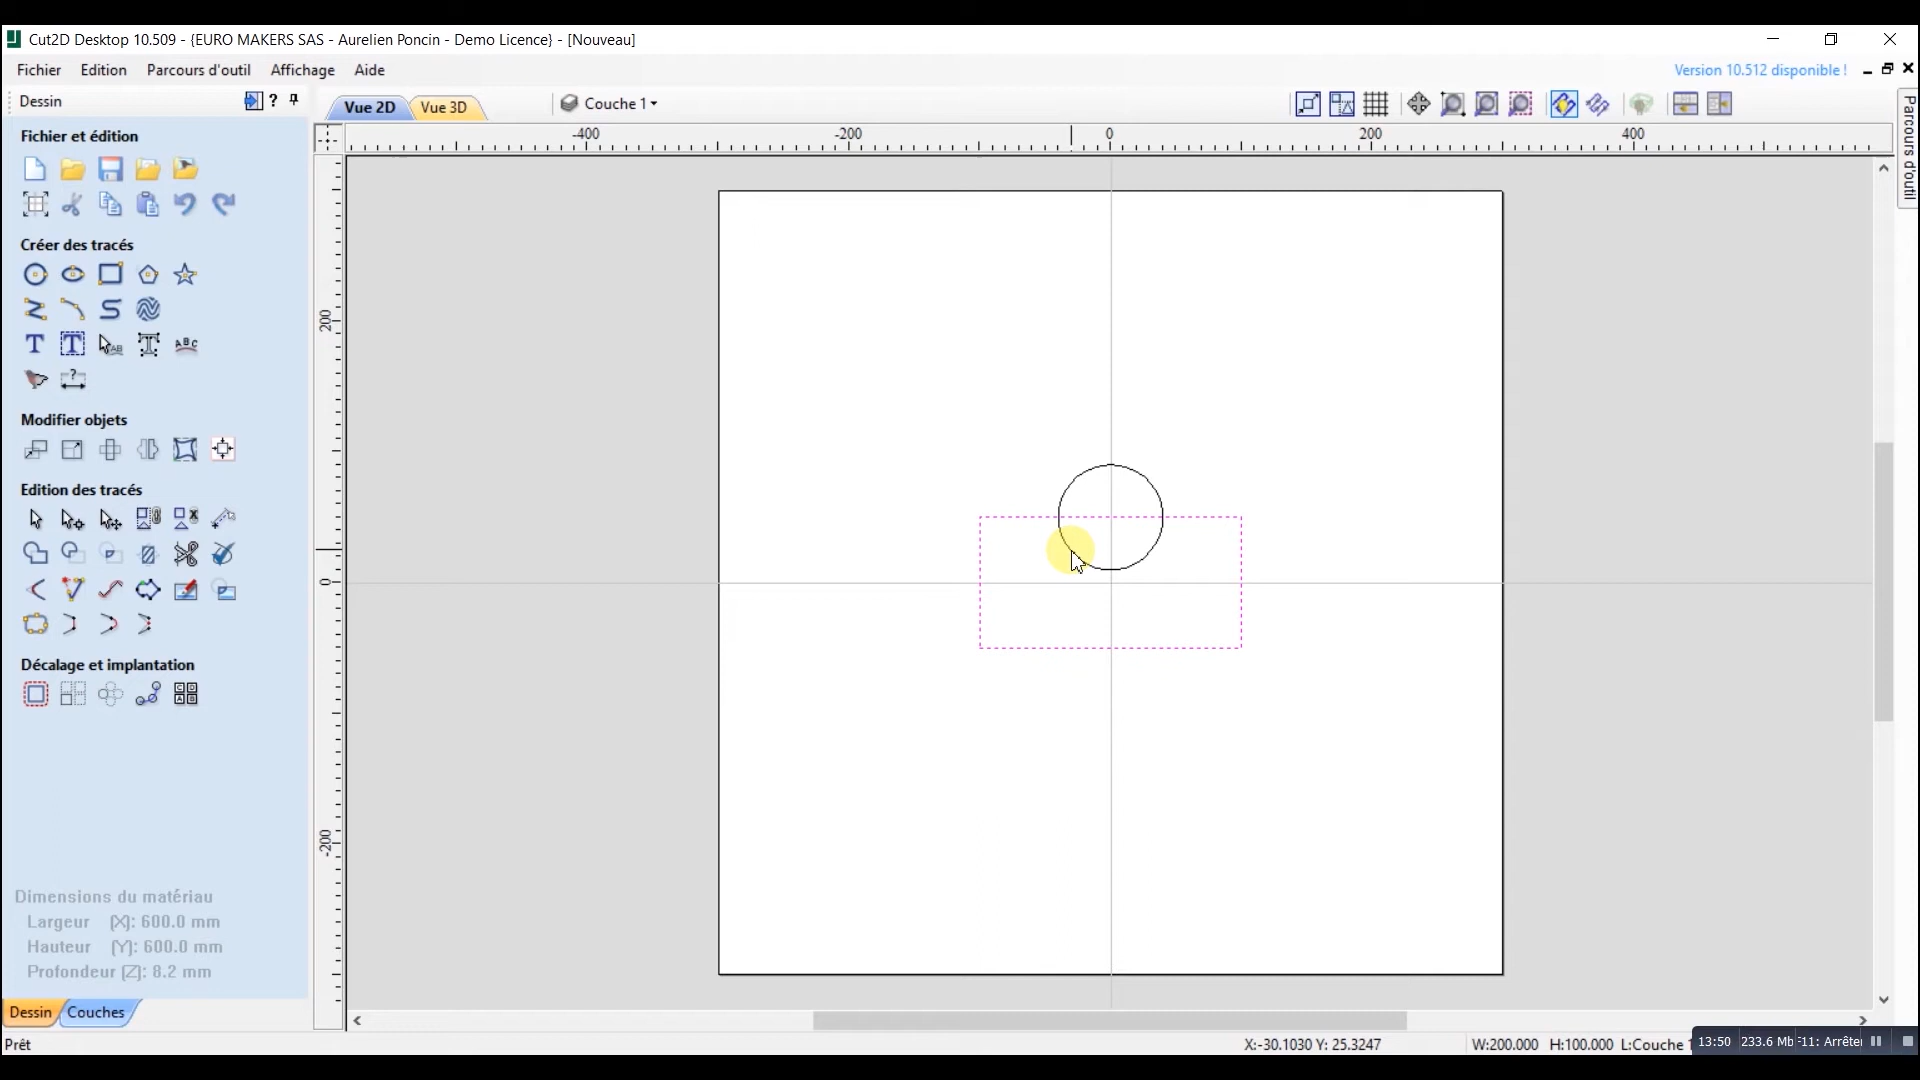 Cut2D Desktop 10.509 - {EURO MAKERS SAS - Aurelien Poncin - Demo Licence} - [Nouveau]
Fichier Edition Parcours d'outil Affichage Aide
Version 10.512 disponible !
Dessin
Vue 2D Vue 3D
Couche 1
Parcours d'outil
Fichier et édition
-400 -200 0 200 400
Créer des tracés
200
0
-200
Modifier objets
Edition des tracés
Décalage et implantation
Dimensions du matériau
Largeur (X): 600.0 mm
Hauteur (Y): 600.0 mm
Profondeur (Z): 8.2 mm
Dessin Couches
Prêt
X:-30.1030 Y: 25.3247
W:200.000 H:100.000 L:Couche
13:50 233.6 Mb F11: Arrête